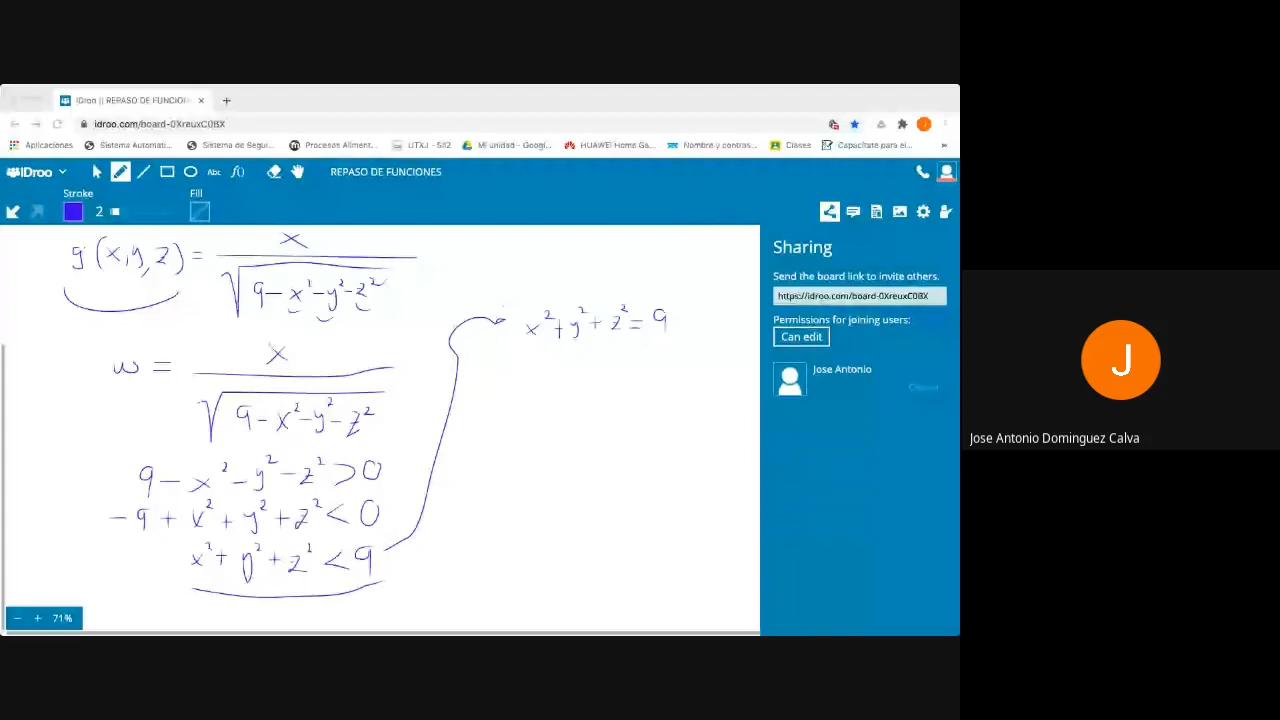 IDroo || REPASO DE FUNCION
idroo.com/board-0XreuxC0BX
Aplicaciones Sistema Automati... Sistema de Segur... Procesos Aliment... UTXJ - SII2 Mi unidad - Googl... HUAWEI Home Ga... Nombre y contras... Clases Capacítate para el...
IDroo Abc f() REPASO DE FUNCIONES
Stroke Fill
2
g(x,y,z) = x / √(9 - x² - y² - z²)
w = x / √(9 - x² - y² - z²)
9 - x² - y² - z² > 0
-9 + x² + y² + z² < 0
x² + y² + z² < 9
x² + y² + z² = 9
71%
Sharing
Send the board link to invite others.
https://idroo.com/board-0XreuxC0BX
Permissions for joining users:
Can edit
Jose Antonio
J
Jose Antonio Dominguez Calva